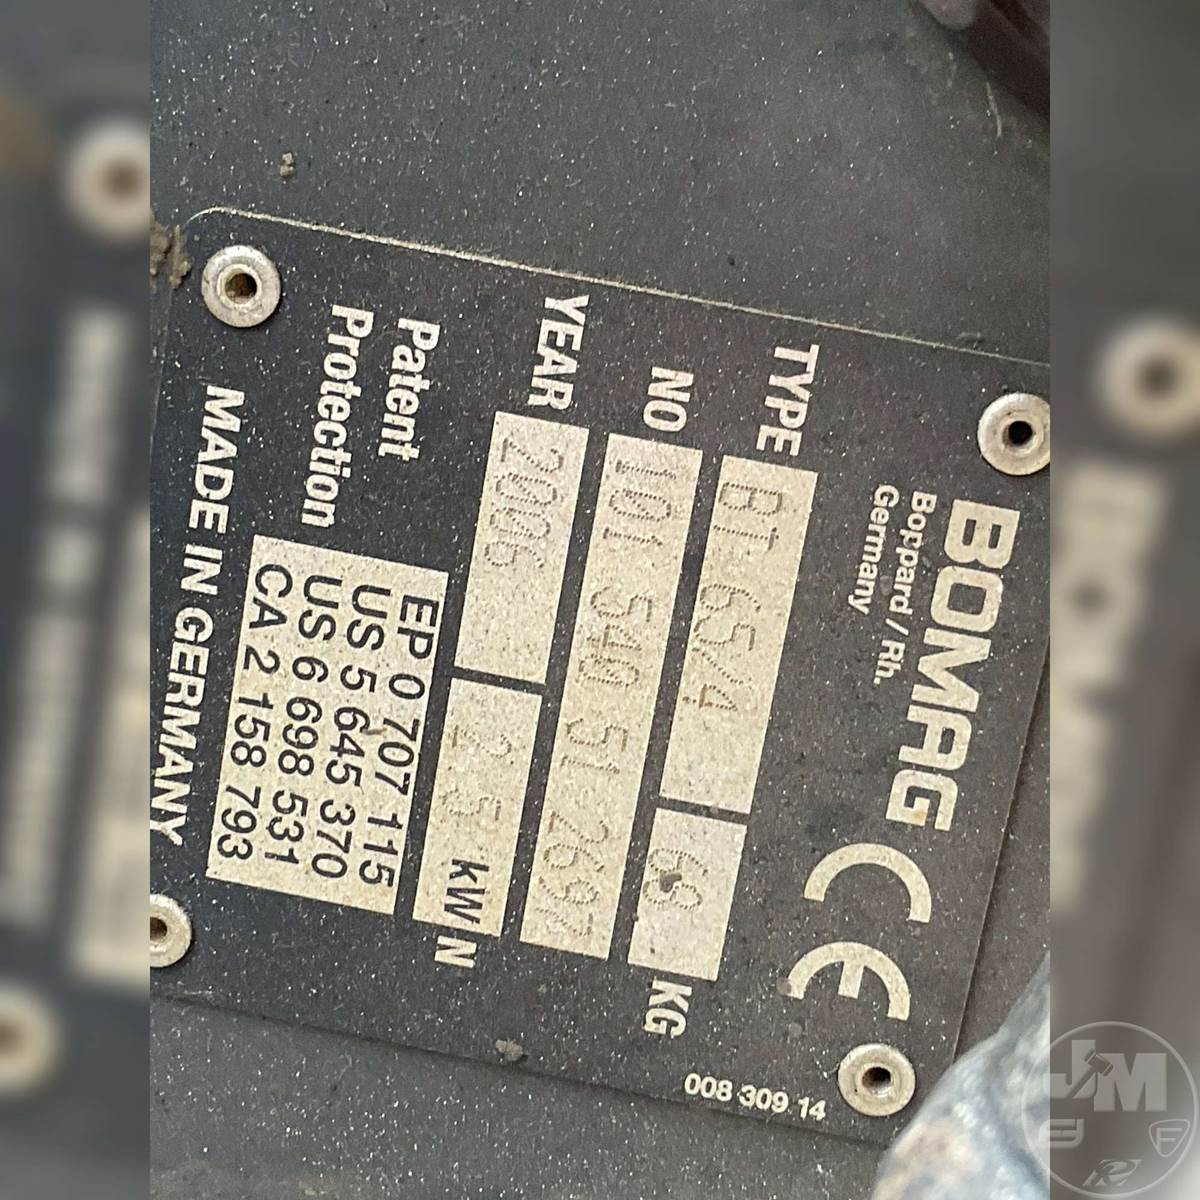 BOMAG
Boppard / Rh.
Germany
CE
TYPE BT 65/4 68 KG
NO 101 540 51 2697
YEAR 2006 2.5 kW N
Patent
Protection
EP 0 707 115
US 5 645 370
US 6 698 531
CA 2 158 793
MADE IN GERMANY
008 309 14
JM